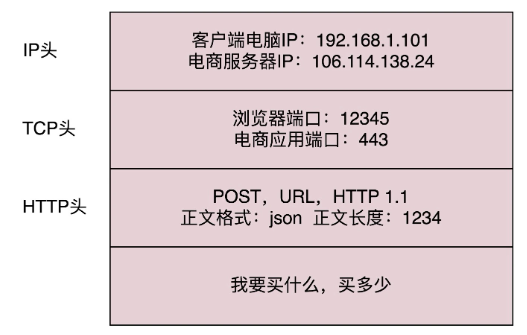 IP头
客户端电脑IP：192.168.1.101
电商服务器IP：106.114.138.24
TCP头
浏览器端口：12345
电商应用端口：443
HTTP头
POST，URL，HTTP 1.1
正文格式：json 正文长度：1234
我要买什么，买多少